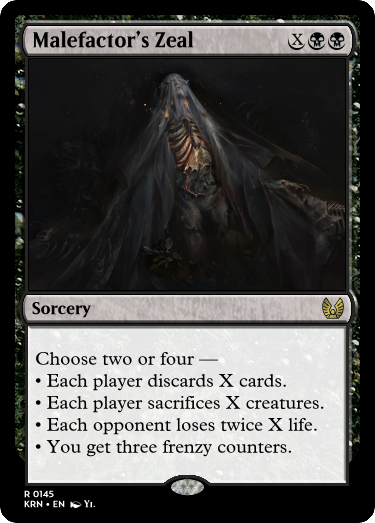 Malefactor's Zeal X
Sorcery
Choose two or four —
• Each player discards X cards.
• Each player sacrifices X creatures.
• Each opponent loses twice X life.
• You get three frenzy counters.
R 0145
KRN • EN Y1.